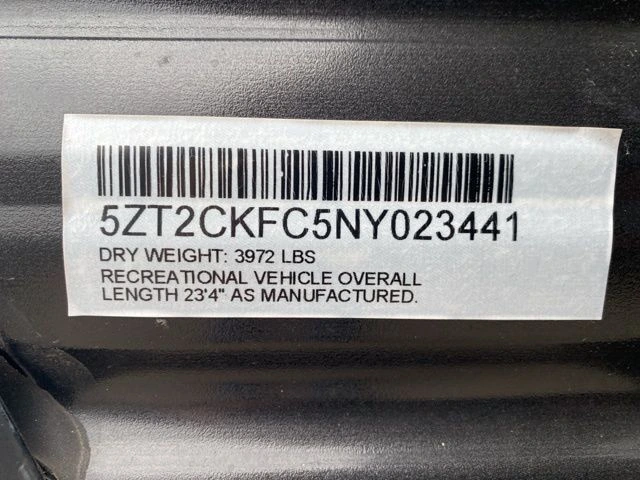 5ZT2CKFC5NY023441
DRY WEIGHT: 3972 LBS
RECREATIONAL VEHICLE OVERALL
LENGTH 23'4" AS MANUFACTURED.